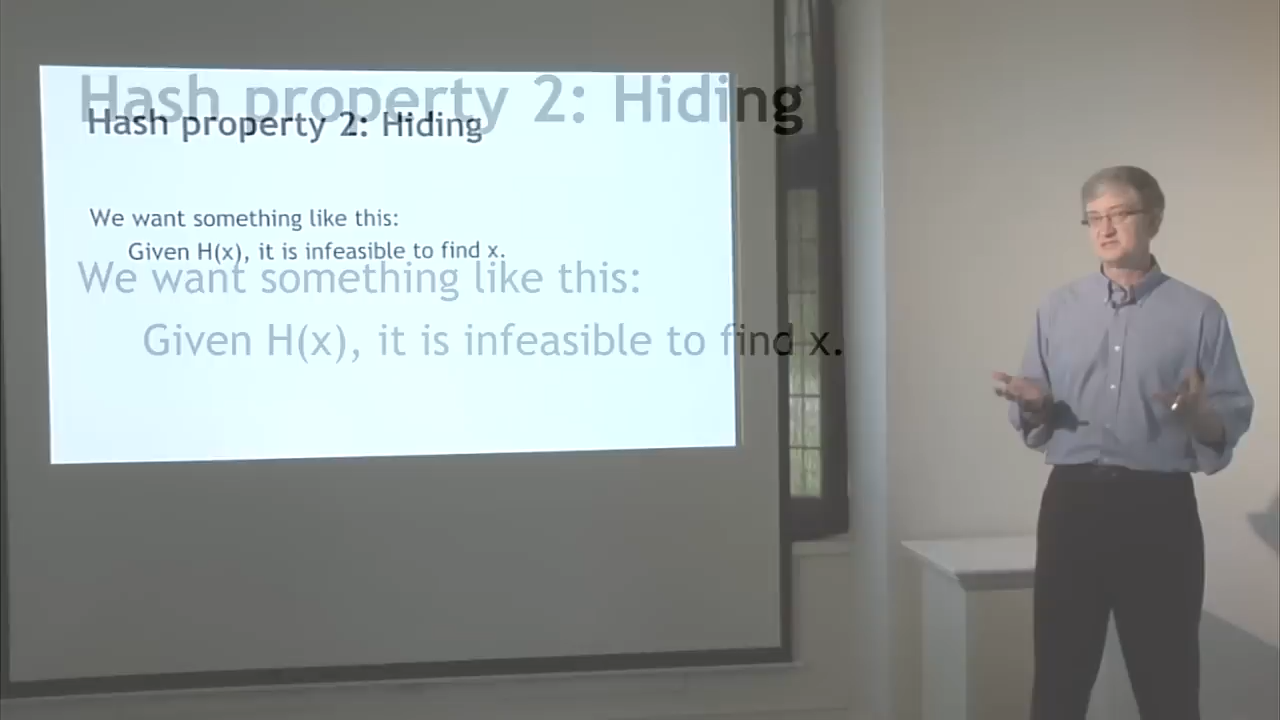 Hash property 2: Hiding
Hash property 2: Hiding
We want something like this:
Given H(x), it is infeasible to find x.
We want something like this:
Given H(x), it is infeasible to find x.